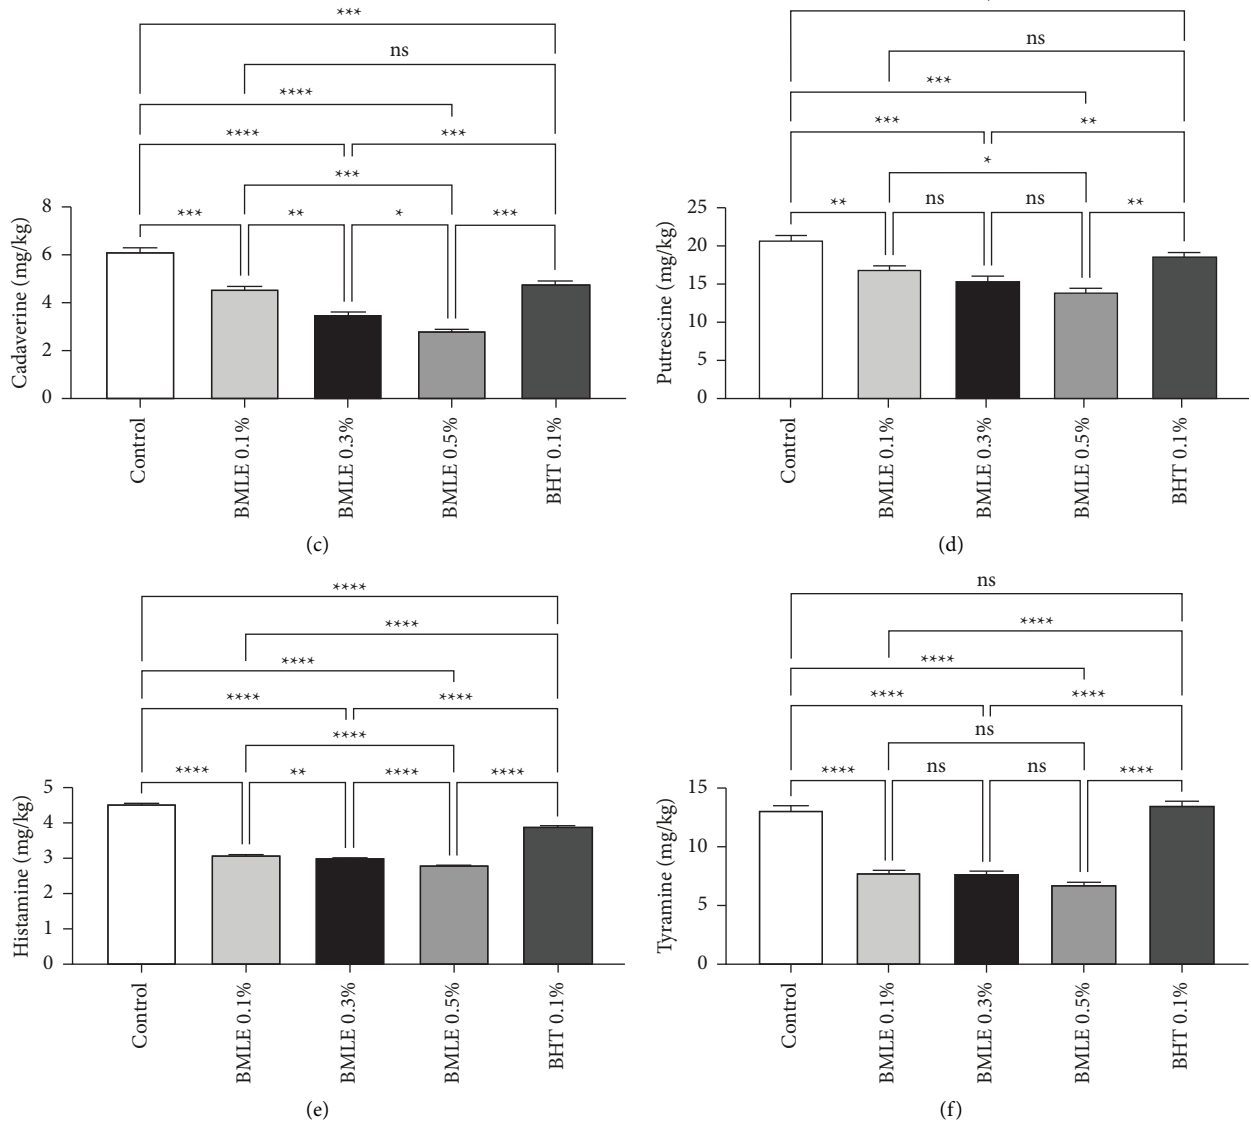 ***
ns
****
**** ***
***
*** ** * ***
Cadaverine (mg/kg)
8
6
4
2
0
Control
BMLE 0.1%
BMLE 0.3%
BMLE 0.5%
BHT 0.1%
(c)
ns
***
*** **
*
** ns ns **
Putrescine (mg/kg)
25
20
15
10
5
0
Control
BMLE 0.1%
BMLE 0.3%
BMLE 0.5%
BHT 0.1%
(d)
****
****
****
**** ****
****
**** ** **** ****
Histamine (mg/kg)
5
4
3
2
1
0
Control
BMLE 0.1%
BMLE 0.3%
BMLE 0.5%
BHT 0.1%
(e)
ns
****
****
**** ****
ns
**** ns ns ****
Tyramine (mg/kg)
15
10
5
0
Control
BMLE 0.1%
BMLE 0.3%
BMLE 0.5%
BHT 0.1%
(f)